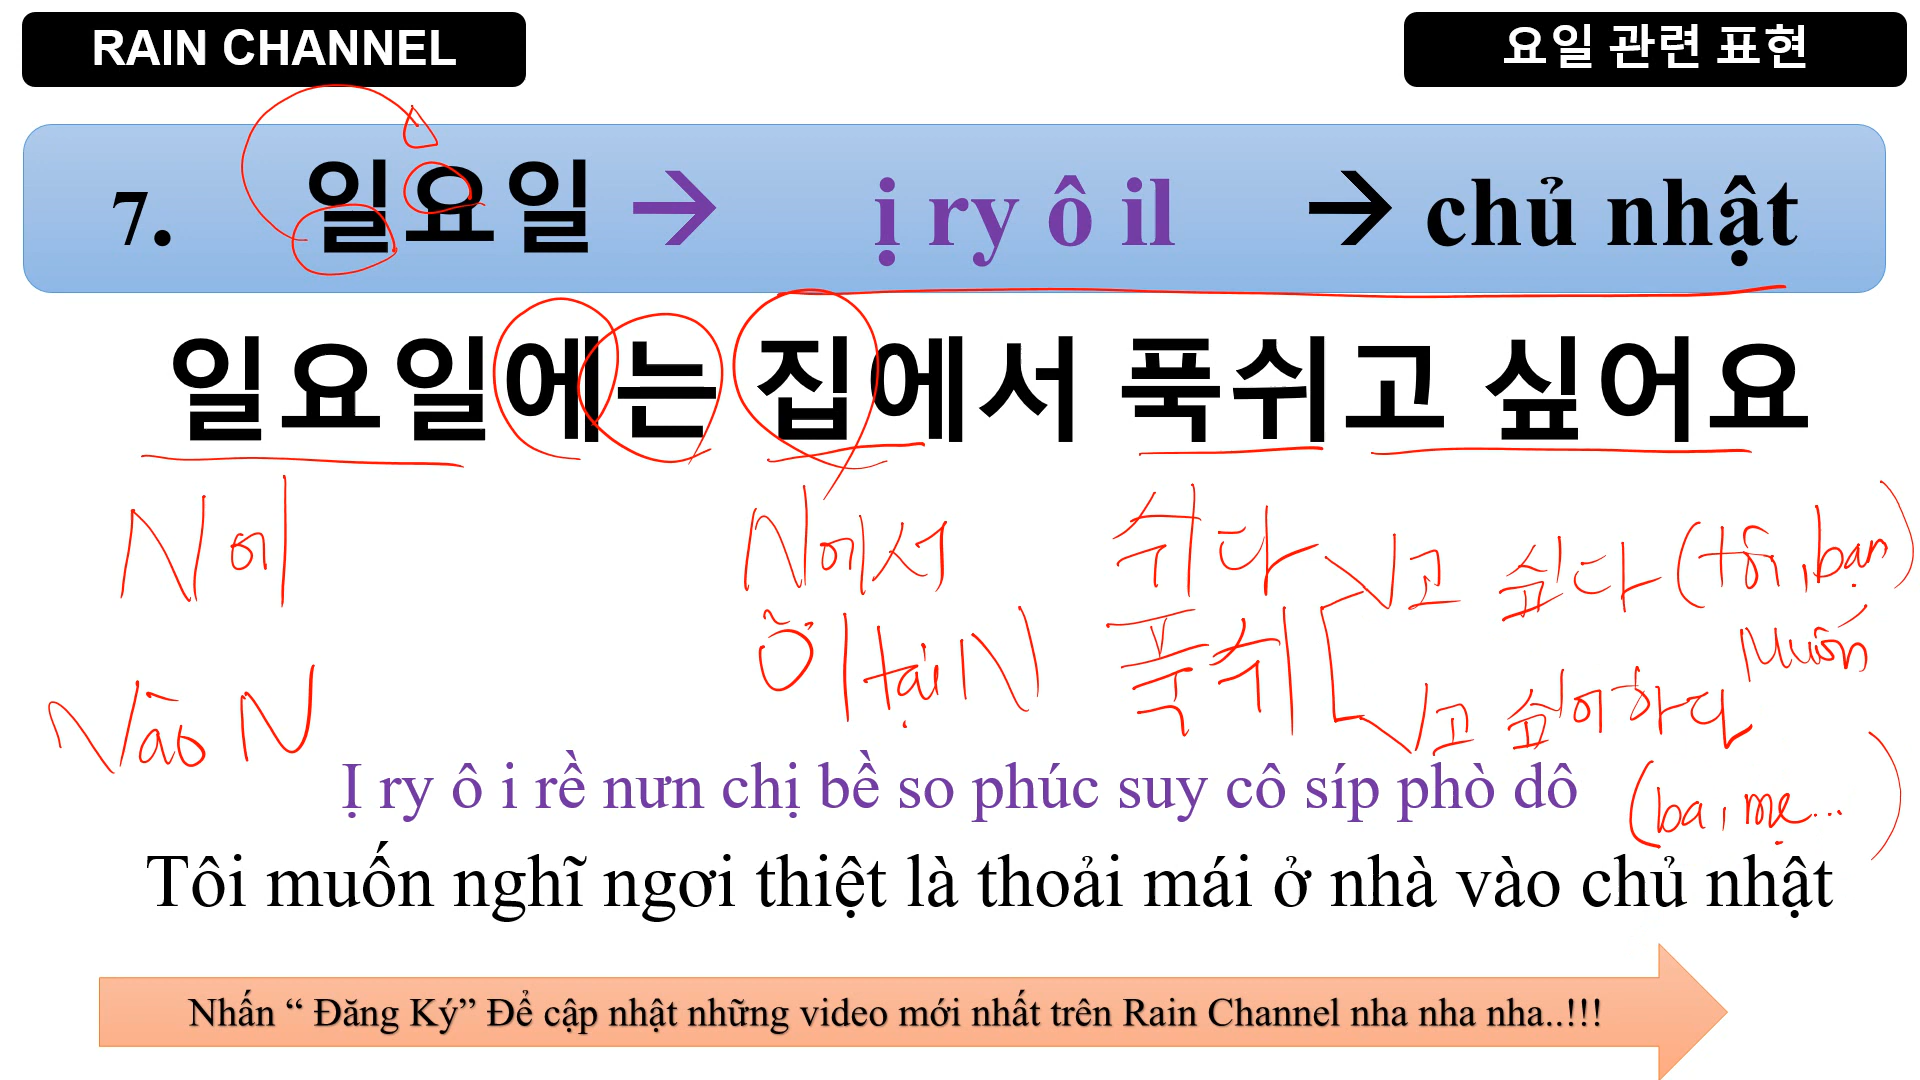 RAIN CHANNEL
요일 관련 표현
7. 일요일 → ị ry ô il → chủ nhật
일요일에는 집에서 푹쉬고 싶어요
N에 N에서 쉬다 고 싶다 (tôi, bạn)
ở/tại N 푹쉬 Muốn
Vào N 고 싶어하다
Ị ry ô i rề nưn chị bề so phúc suy cô síp phò dô
(ba, mẹ...)
Tôi muốn nghĩ ngơi thiệt là thoải mái ở nhà vào chủ nhật
Nhấn “ Đăng Ký” Để cập nhật những video mới nhất trên Rain Channel nha nha nha..!!!